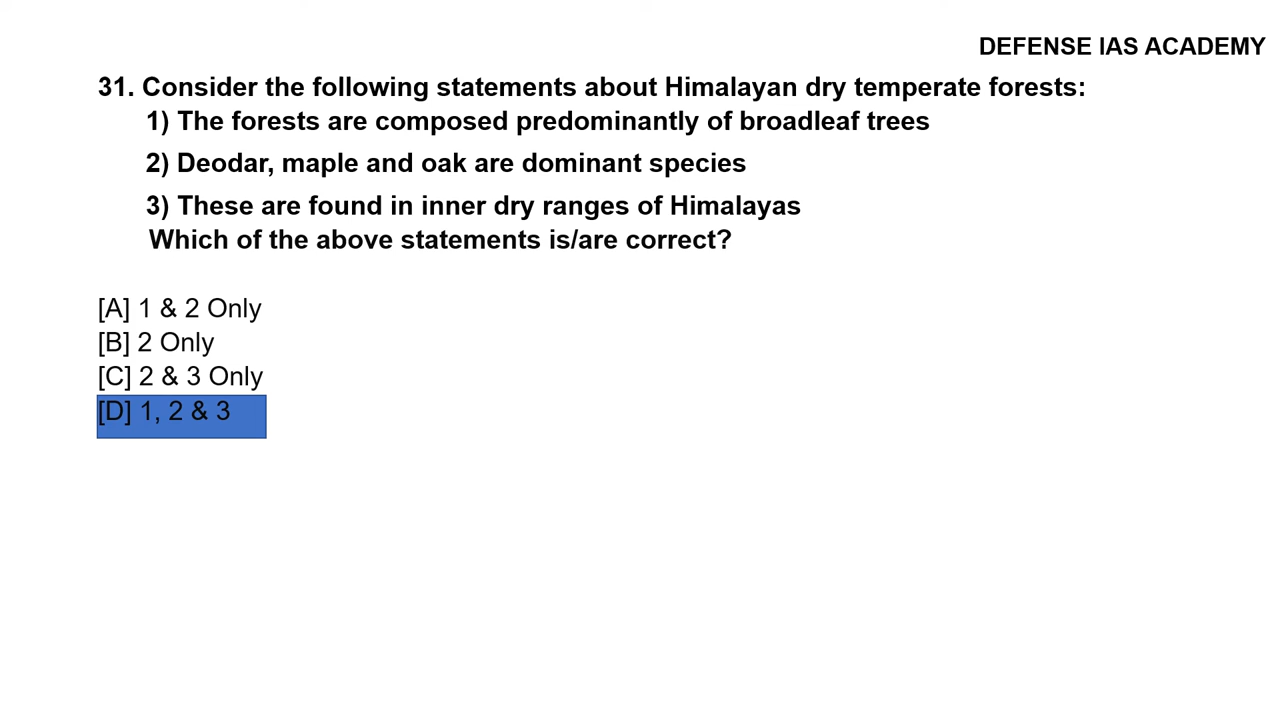 DEFENSE IAS ACADEMY
31. Consider the following statements about Himalayan dry temperate forests:
1) The forests are composed predominantly of broadleaf trees
2) Deodar, maple and oak are dominant species
3) These are found in inner dry ranges of Himalayas
Which of the above statements is/are correct?
[A] 1 & 2 Only
[B] 2 Only
[C] 2 & 3 Only
[D] 1, 2 & 3